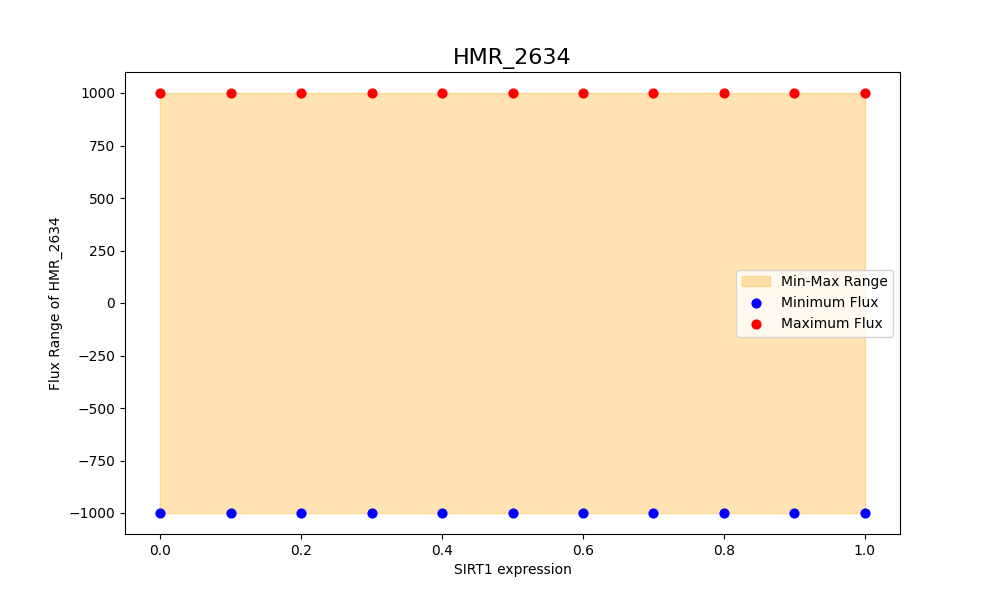 HMR_2634
Flux Range of HMR_2634
1000
750
500
250
0
−250
−500
−750
−1000
Min-Max Range
Minimum Flux
Maximum Flux
0.0
0.2
0.4
0.6
0.8
1.0
SIRT1 expression